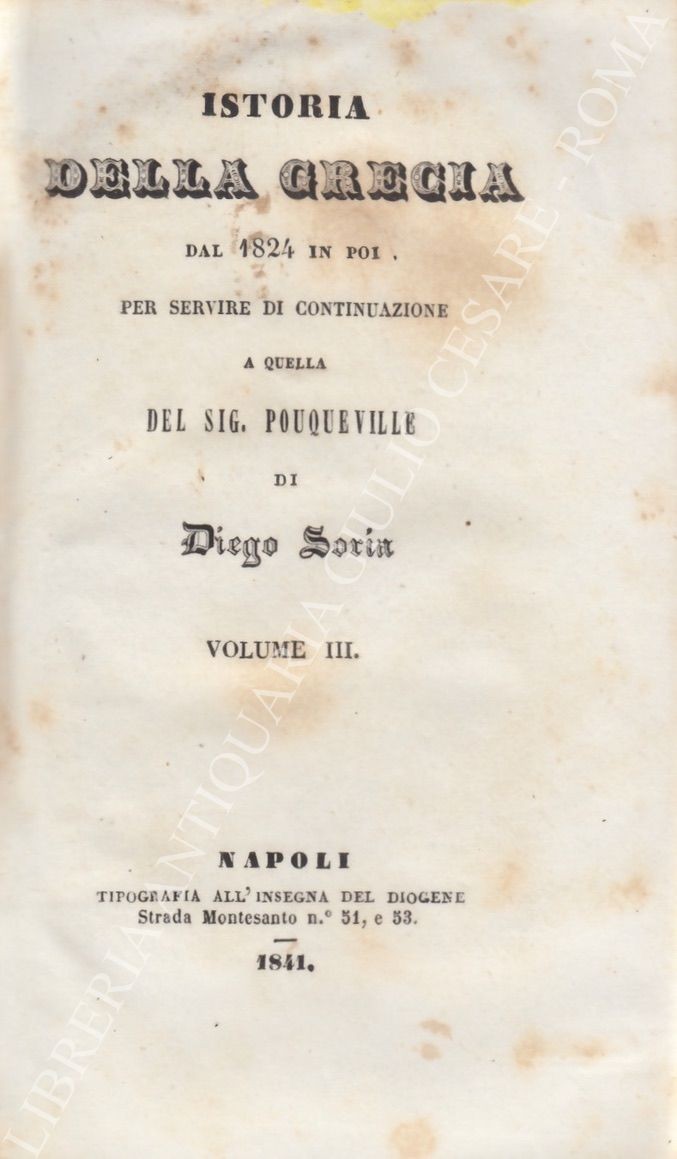 ISTORIA
DELLA GRECIA
DAL 1824 IN POI.
PER SERVIRE DI CONTINUAZIONE
A QUELLA
DEL SIG. POUQUEVILLE
DI
Diego Soria
VOLUME III.
NAPOLI
TIPOGRAFIA ALL'INSEGNA DEL DIOGENE
Strada Montesanto n.º 51, e 53.
1841.
LIBRERIA ANTIQUARIA GIULIO CESARE - ROMA